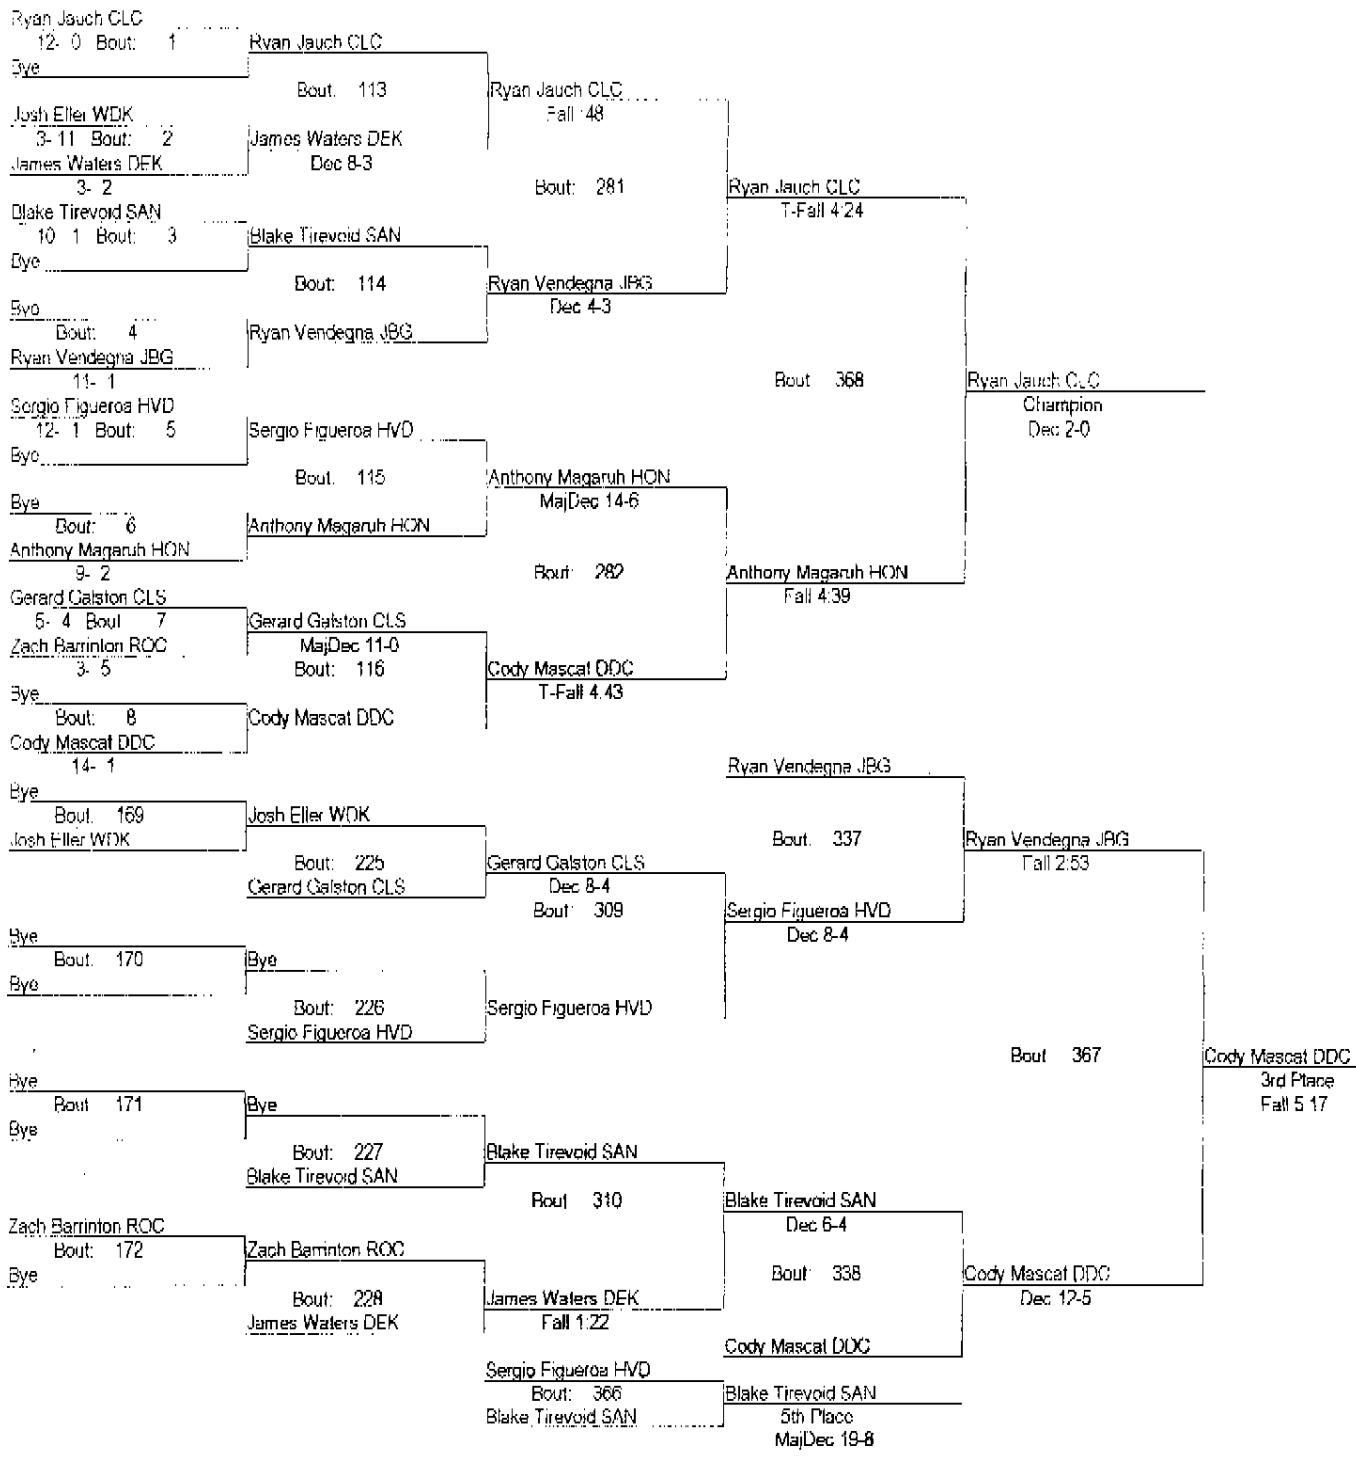 Ryan Jauch CLC
12- 0 Bout: 1
Bye
Ryan Jauch CLC
Bout: 113
Josh Eller WDK
3- 11 Bout: 2
James Waters DEK
3- 2
James Waters DEK
Dec 8-3
Ryan Jauch CLC
Fall :48
Bout: 281
Blake Tirevoid SAN
10 1 Bout: 3
Bye
Blake Tirevoid SAN
Bout: 114
Bye
Bout: 4
Ryan Vendegna JBG
11- 1
Ryan Vendegna JBG
Ryan Vendegna JBG
Dec 4-3
Ryan Jauch CLC
T-Fall 4:24
Bout 368
Sergio Figueroa HVD
12- 1 Bout: 5
Bye
Sergio Figueroa HVD
Bout: 115
Bye
Bout: 6
Anthony Magaruh HON
9- 2
Anthony Magaruh HON
Anthony Magaruh HON
MajDec 14-6
Bout: 282
Gerard Galston CLS
5- 4 Bout 7
Zach Barrinton ROC
3- 5
Gerard Galston CLS
MajDec 11-0
Bout: 116
Bye
Bout: 8
Cody Mascat DDC
14- 1
Cody Mascat DDC
Cody Mascat DDC
T-Fall 4:43
Anthony Magaruh HON
Fall 4:39
Ryan Jauch CLC
Champion
Dec 2-0
Bye
Bout: 169
Josh Eller WDK
Josh Eller WDK
Bout: 225
Gerard Galston CLS
Gerard Galston CLS
Dec 8-4
Bout: 309
Bye
Bout: 170
Bye
Bye
Bout: 226
Sergio Figueroa HVD
Sergio Figueroa HVD
Ryan Vendegna JBG
Bout: 337
Sergio Figueroa HVD
Dec 8-4
Ryan Vendegna JBG
Fall 2:53
Bout 367
Bye
Bout 171
Bye
Bye
Bout: 227
Blake Tirevoid SAN
Blake Tirevoid SAN
Bout 310
Zach Barrinton ROC
Bout: 172
Bye
Zach Barrinton ROC
Bout: 228
James Waters DEK
James Waters DEK
Fall 1:22
Blake Tirevoid SAN
Dec 6-4
Bout: 338
Cody Mascat DDC
Cody Mascat DDC
Dec 12-5
Cody Mascat DDC
3rd Place
Fall 5:17
Sergio Figueroa HVD
Bout: 366
Blake Tirevoid SAN
Blake Tirevoid SAN
5th Place
MajDec 19-8